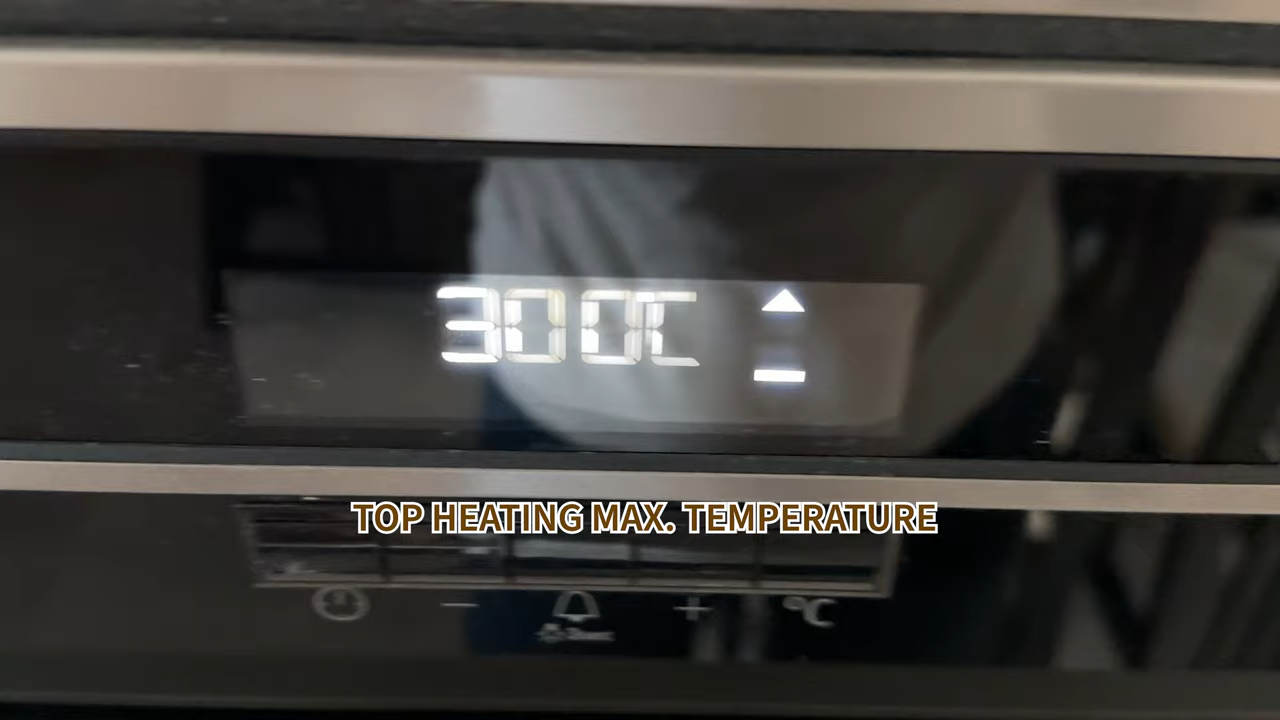 300C
TOP HEATING MAX. TEMPERATURE
− +
°C